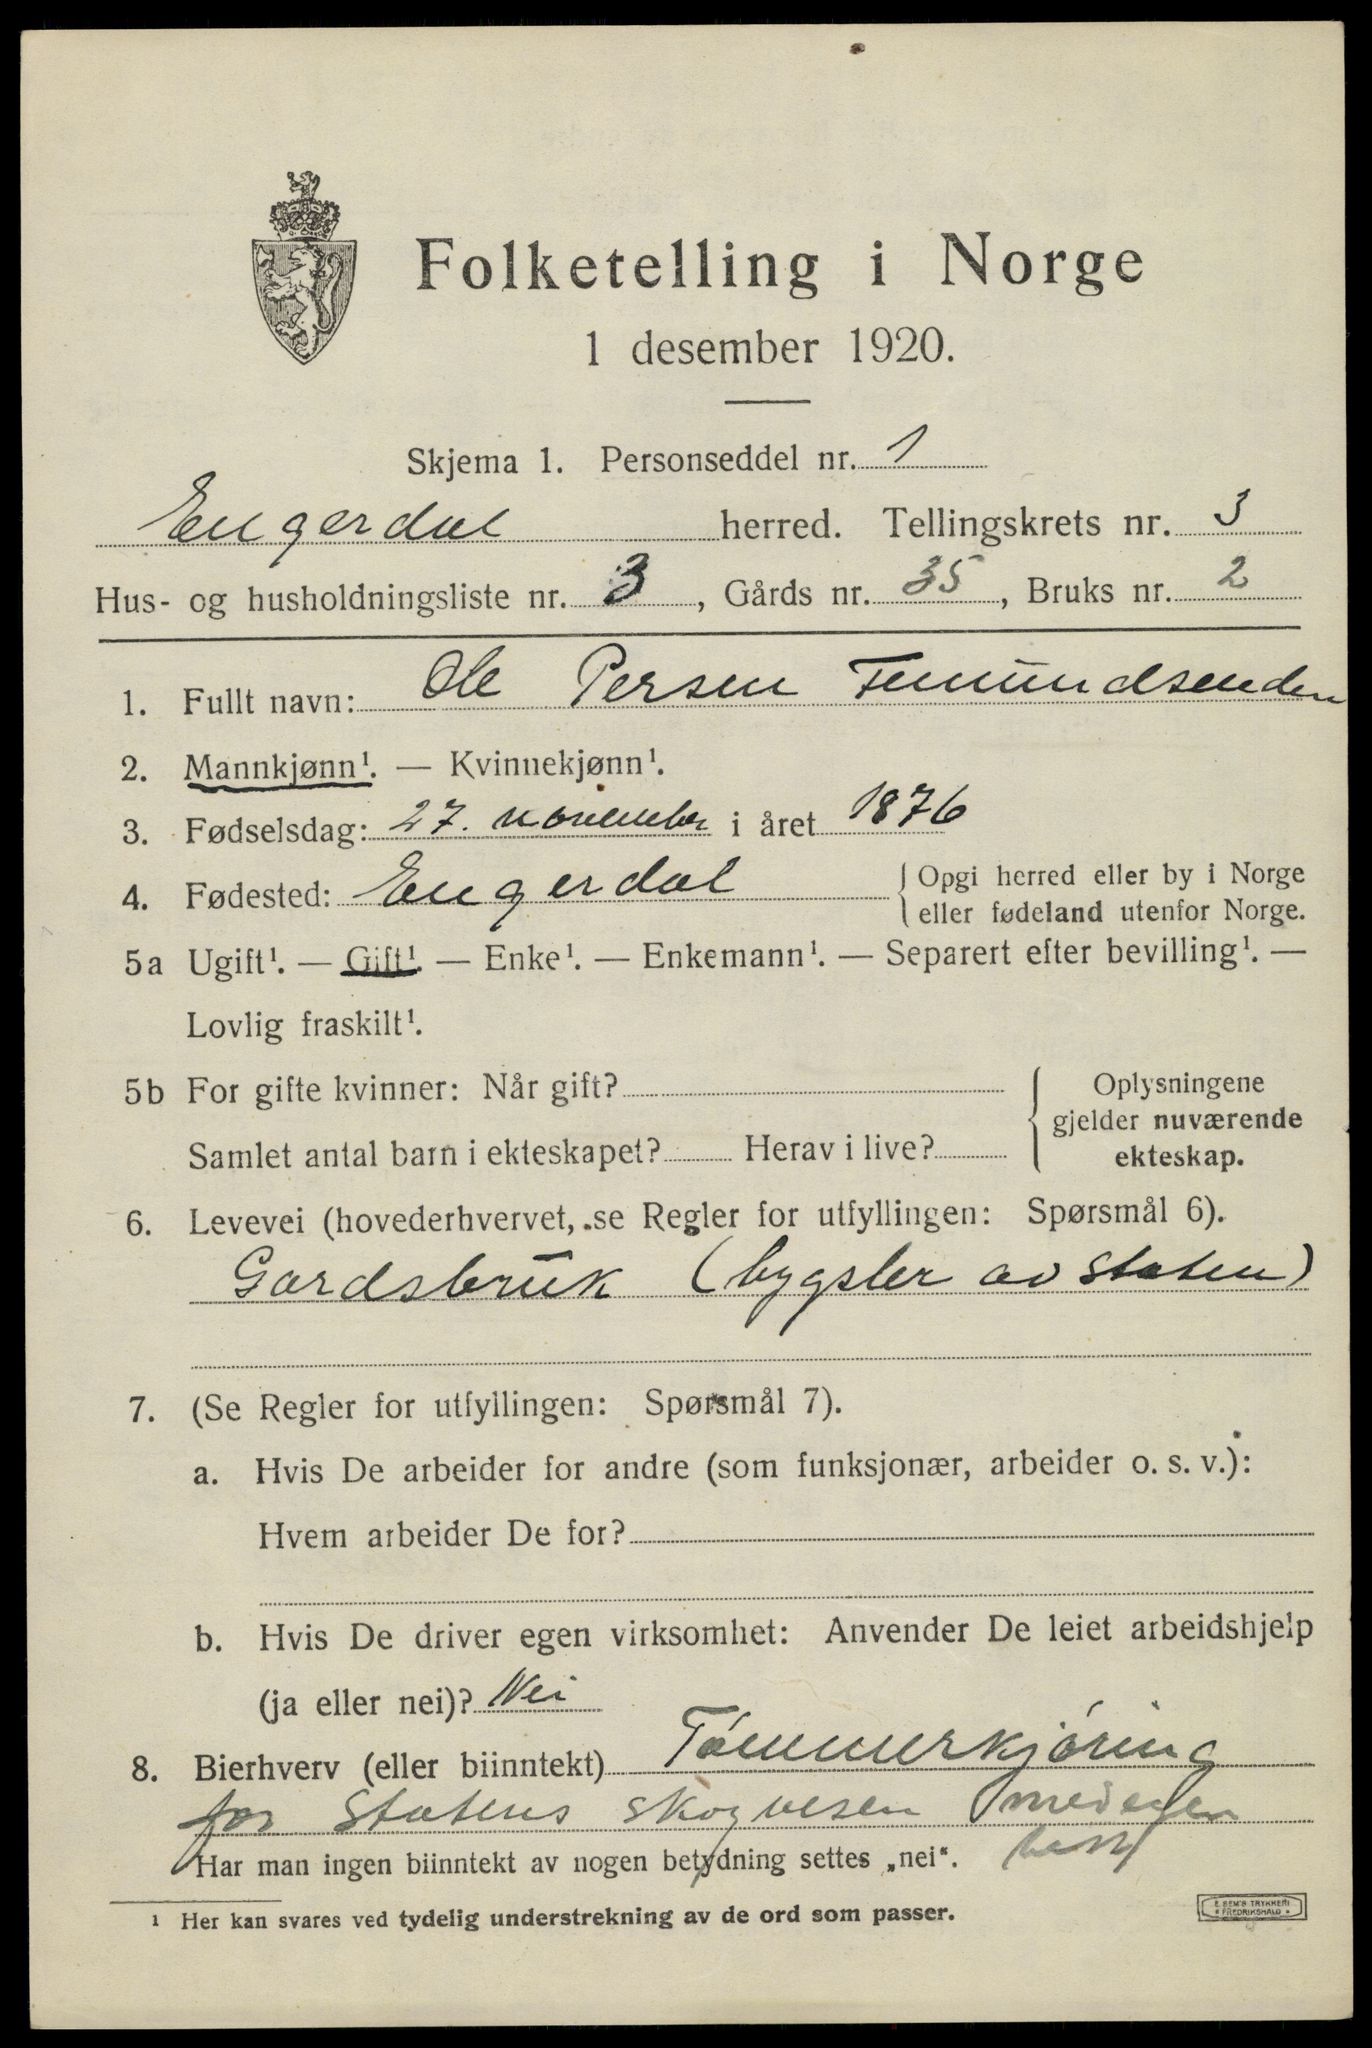 Folketelling i Norge
1 desember 1920.
Skjema 1. Personseddel nr. 1
Engerdal herred. Tellingskrets nr. 3
Hus- og husholdningsliste nr. 3, Gårds nr. 35, Bruks nr. 2
1. Fullt navn: Ole Persen Femundsenden
2. Mannkjønn¹. — Kvinnekjønn¹.
3. Fødselsdag: 27. november i året 1876
4. Fødested: Engerdal { Opgi herred eller by i Norge
eller fødeland utenfor Norge.
5a Ugift¹. — Gift¹. — Enke¹. — Enkemann¹. — Separert efter bevilling¹. —
Lovlig fraskilt¹.
5b For gifte kvinner: Når gift?
Samlet antal barn i ekteskapet? Herav i live?
{ Oplysningene
gjelder nuværende
ekteskap.
6. Levevei (hovederhvervet, se Regler for utfyllingen: Spørsmål 6).
Gardsbruk (bygsler av staten)
7. (Se Regler for utfyllingen: Spørsmål 7).
a. Hvis De arbeider for andre (som funksjonær, arbeider o. s. v.):
Hvem arbeider De for?
b. Hvis De driver egen virksomhet: Anvender De leiet arbeidshjelp
(ja eller nei)? Nei
8. Bierhverv (eller biinntekt) Tømmerkjøring
for Statens skogvesen med egen
hest
Har man ingen biinntekt av nogen betydning settes „nei“.
¹ Her kan svares ved tydelig understrekning av de ord som passer.
E. SEM'S TRYKKERI
FREDRIKSHALD